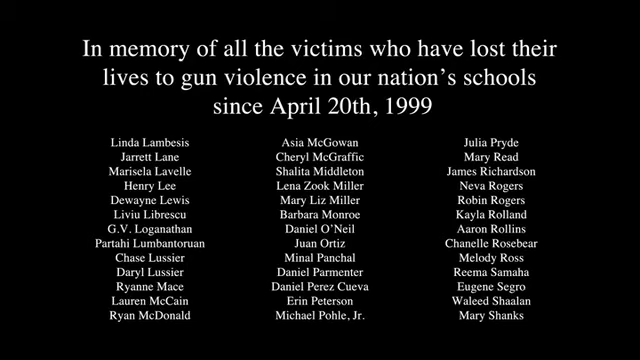 In memory of all the victims who have lost their
lives to gun violence in our nation's schools
since April 20th, 1999
Linda Lambesis
Jarrett Lane
Marisela Lavelle
Henry Lee
Dewayne Lewis
Liviu Librescu
G.V. Loganathan
Partahi Lumbantoruan
Chase Lussier
Daryl Lussier
Ryanne Mace
Lauren McCain
Ryan McDonald
Asia McGowan
Cheryl McGraffic
Shalita Middleton
Lena Zook Miller
Mary Liz Miller
Barbara Monroe
Daniel O'Neil
Juan Ortiz
Minal Panchal
Daniel Parmenter
Daniel Perez Cueva
Erin Peterson
Michael Pohle, Jr.
Julia Pryde
Mary Read
James Richardson
Neva Rogers
Robin Rogers
Kayla Rolland
Aaron Rollins
Chanelle Rosebear
Melody Ross
Reema Samaha
Eugene Segro
Waleed Shaalan
Mary Shanks